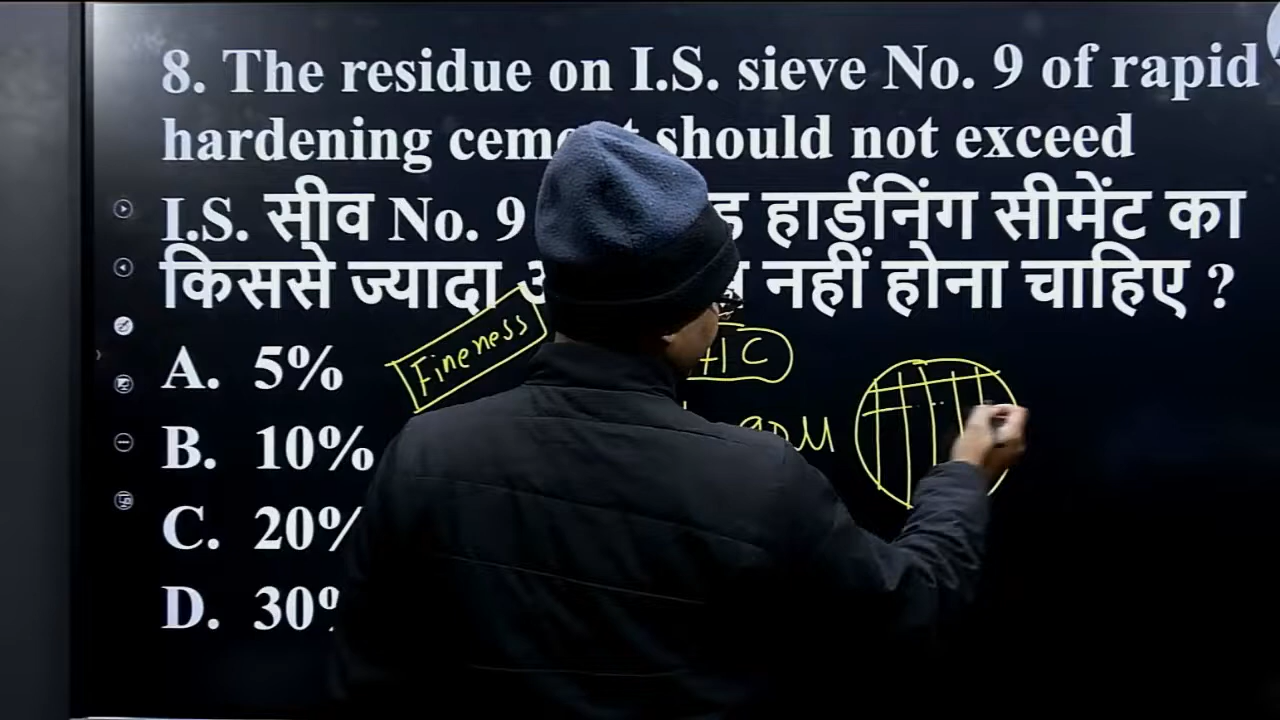 8. The residue on I.S. sieve No. 9 of rapid
hardening should not exceed
I.S. सीव No. 9 हार्डनिंग सीमेंट का
किससे ज्यादा नहीं होना चाहिए ?
Fineness
A. 5%
B. 10%
C. 20%
D. 30%